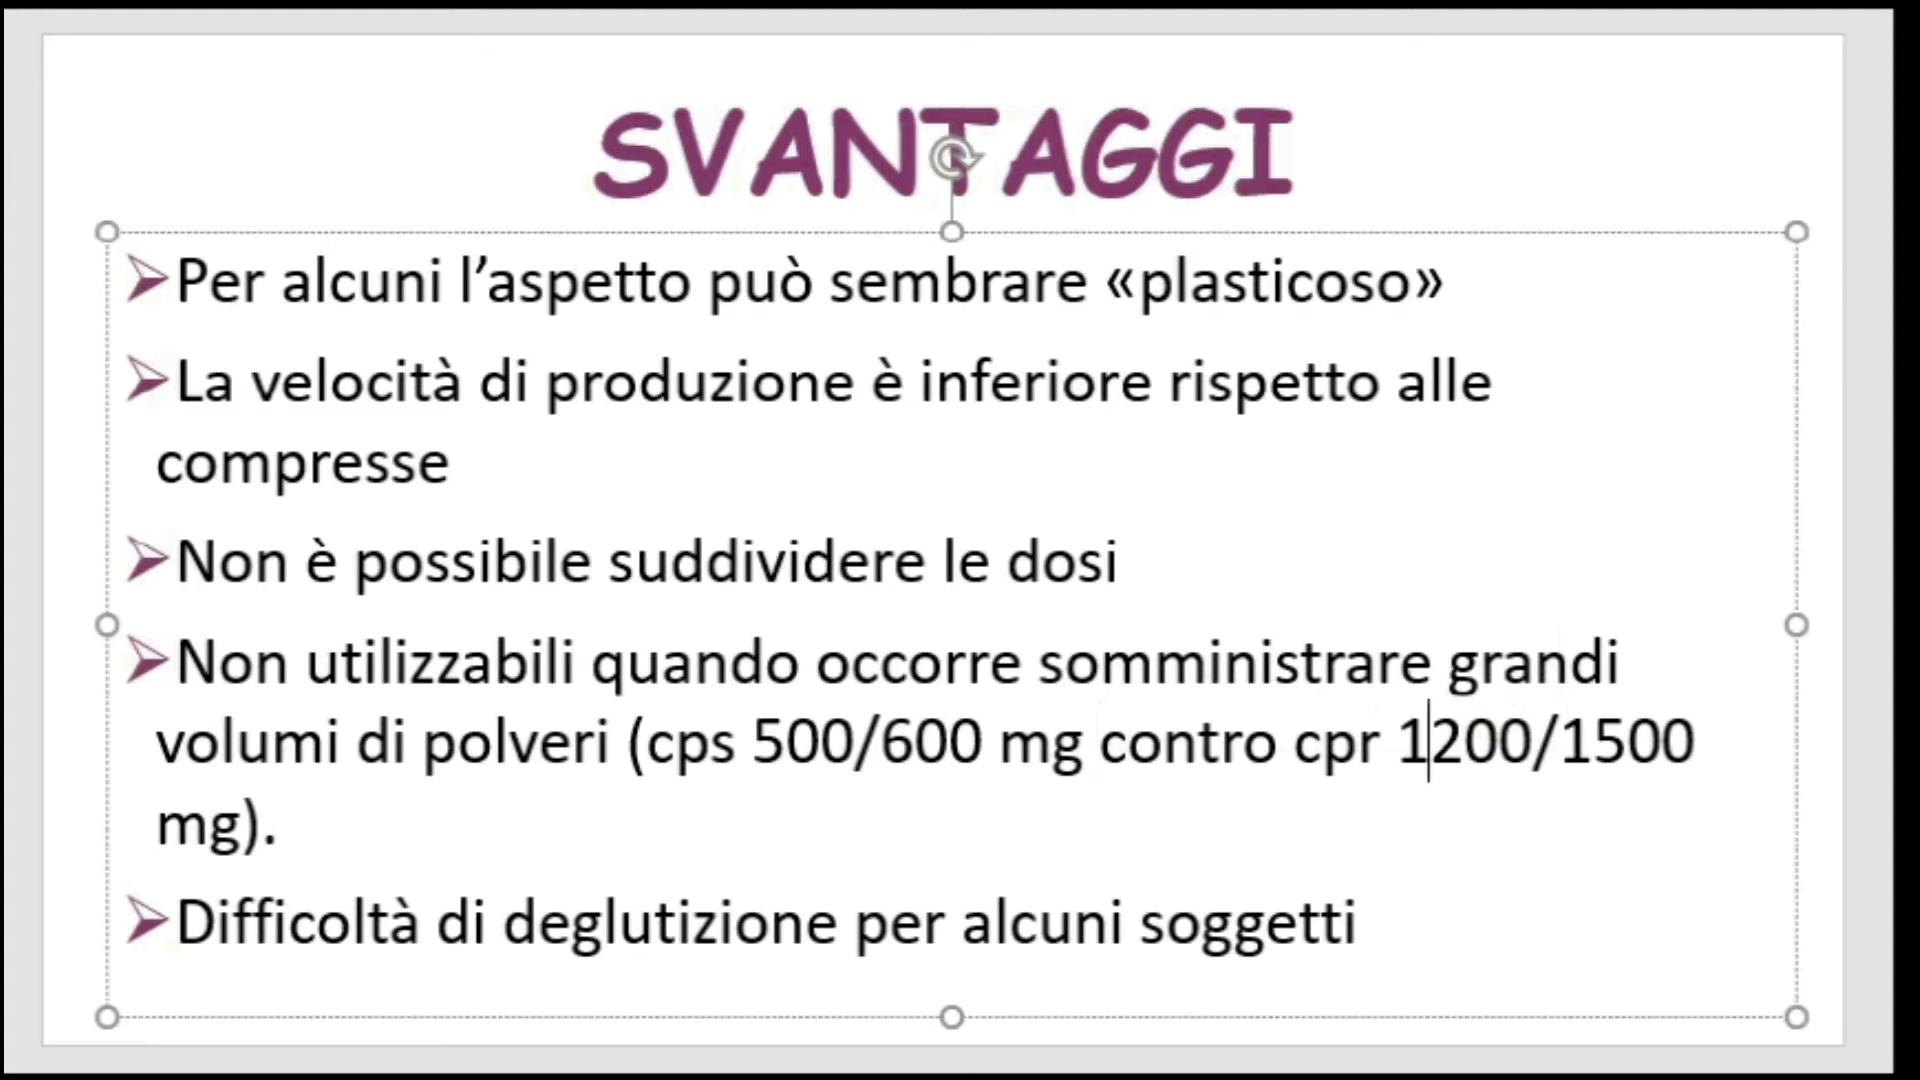 SVANTAGGI
➢Per alcuni l’aspetto può sembrare «plasticoso»
➢La velocità di produzione è inferiore rispetto alle
compresse
➢Non è possibile suddividere le dosi
➢Non utilizzabili quando occorre somministrare grandi
volumi di polveri (cps 500/600 mg contro cpr 1200/1500
mg).
➢Difficoltà di deglutizione per alcuni soggetti